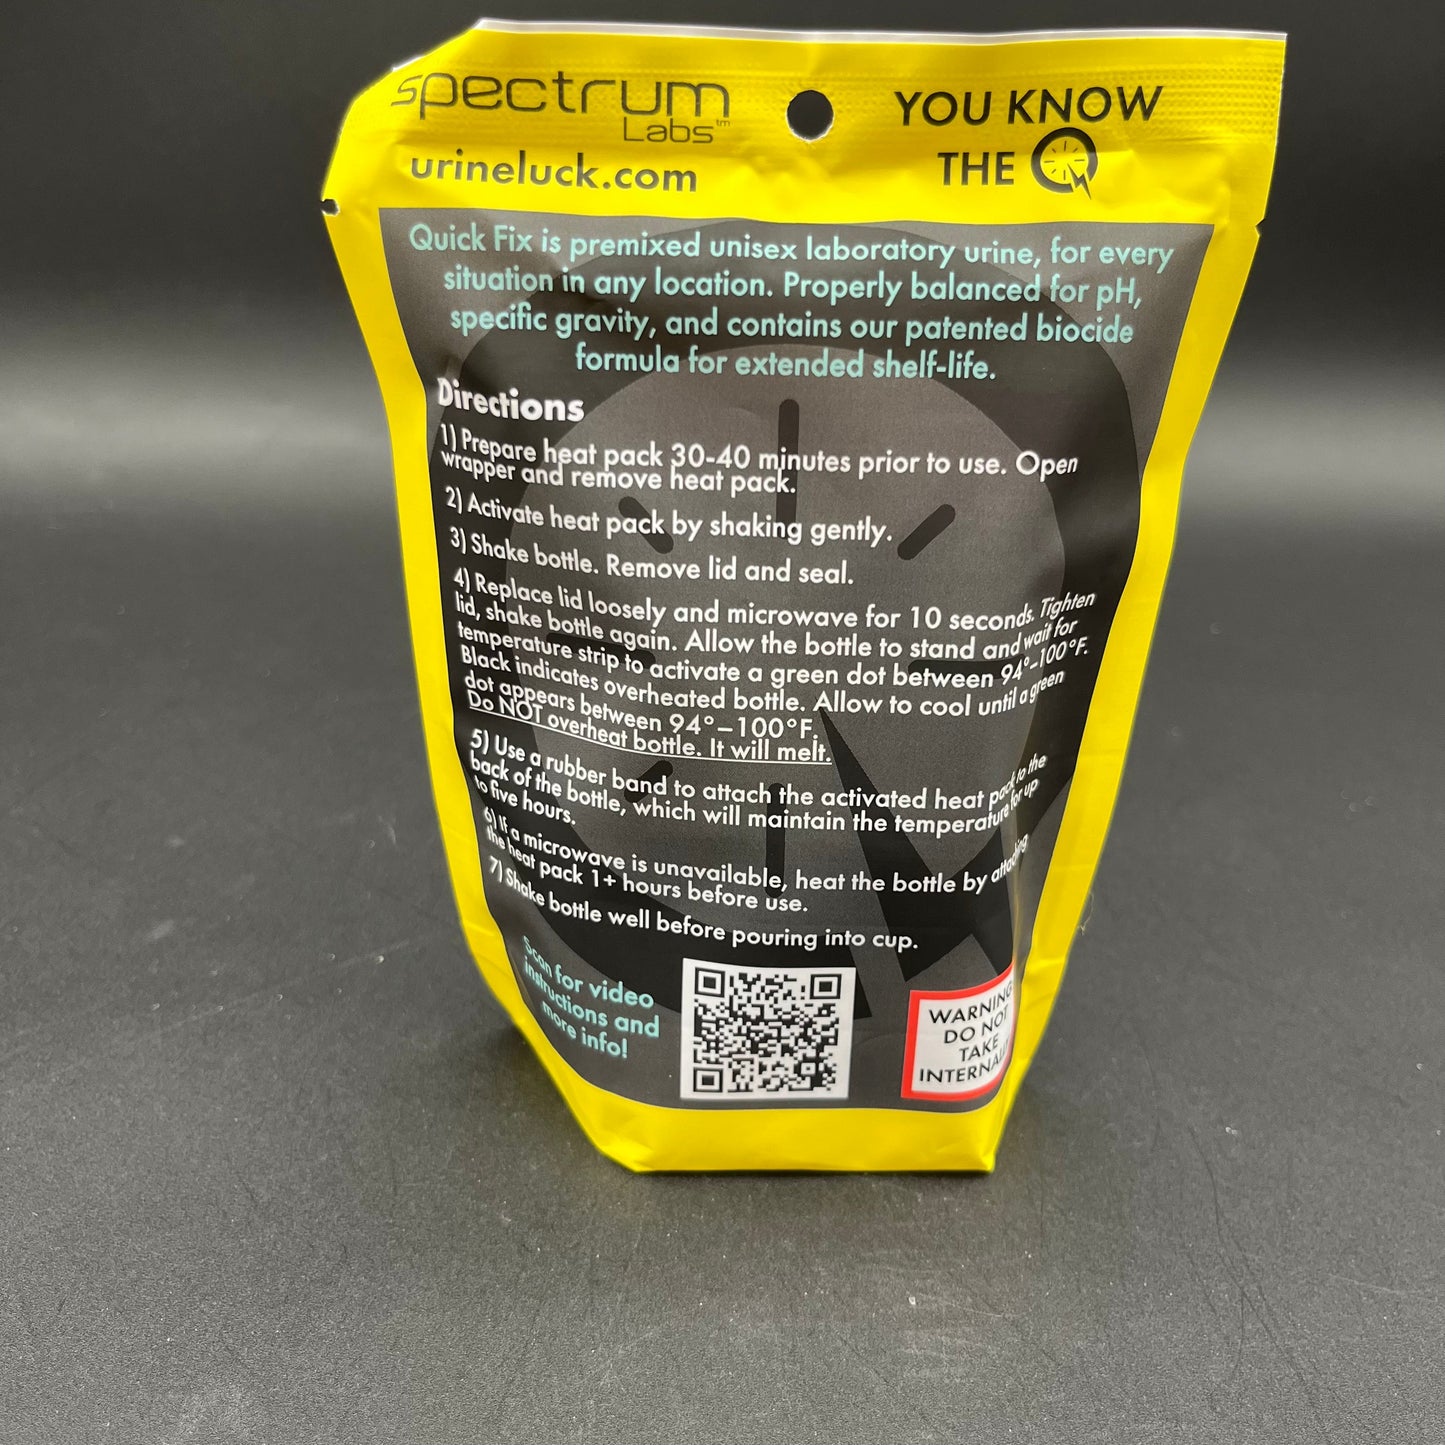 spectrum
Labs™
urineluck.com
YOU KNOW
THE
Quick Fix is premixed unisex laboratory urine, for every
situation in any location. Properly balanced for pH,
specific gravity, and contains our patented biocide
formula for extended shelf-life.
Directions
1) Prepare heat pack 30-40 minutes prior to use. Open
wrapper and remove heat pack.
2) Activate heat pack by shaking gently.
3) Shake bottle. Remove lid and seal.
4) Replace lid loosely and microwave for 10 seconds. Tighten
lid, shake bottle again. Allow the bottle to stand and wait for
temperature strip to activate a green dot between 94°–100°F.
Black indicates overheated bottle. Allow to cool until a green
dot appears between 94°–100°F.
Do NOT overheat bottle. It will melt.
5) Use a rubber band to attach the activated heat pack to the
back of the bottle, which will maintain the temperature for up
to five hours.
6) If a microwave is unavailable, heat the bottle by attaching
the heat pack 1+ hours before use.
7) Shake bottle well before pouring into cup.
Scan for video
instructions and
more info!
WARNING
DO NOT
TAKE
INTERNALLY